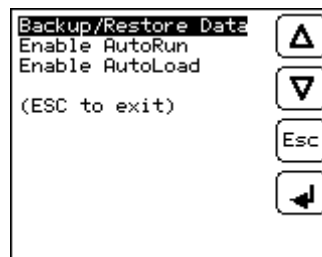 Backup/Restore Data
Enable AutoRun
Enable AutoLoad
(ESC to exit)
Esc